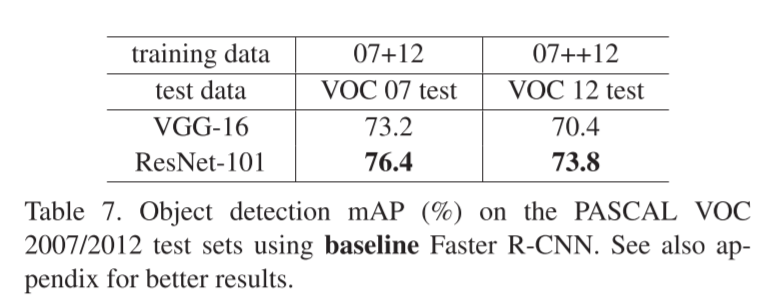 training data 07+12 07++12
test data VOC 07 test VOC 12 test
VGG-16 73.2 70.4
ResNet-101 76.4 73.8
Table 7. Object detection mAP (%) on the PASCAL VOC
2007/2012 test sets using baseline Faster R-CNN. See also ap-
pendix for better results.